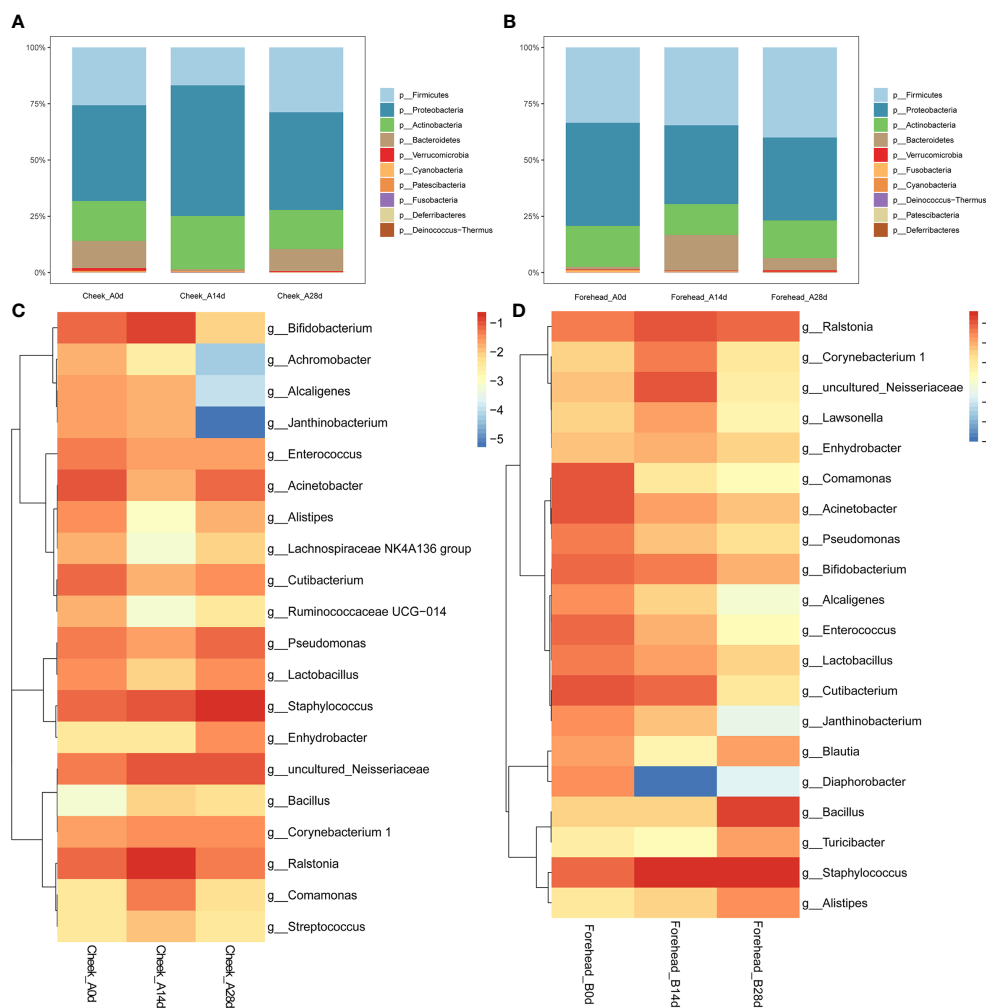 A
100%
75%
50%
25%
0%
Cheek_A0d
Cheek_A14d
Cheek_A28d
p__Firmicutes
p__Proteobacteria
p__Actinobacteria
p__Bacteroidetes
p__Verrucomicrobia
p__Cyanobacteria
p__Patescibacteria
p__Fusobacteria
p__Deferribacteres
p__Deinococcus-Thermus
B
100%
75%
50%
25%
0%
Forehead_A0d
Forehead_A14d
Forehead_A28d
p__Firmicutes
p__Proteobacteria
p__Actinobacteria
p__Bacteroidetes
p__Verrucomicrobia
p__Fusobacteria
p__Cyanobacteria
p__Deinococcus-Thermus
p__Patescibacteria
p__Deferribacteres
C
g__Bifidobacterium
g__Achromobacter
g__Alcaligenes
g__Janthinobacterium
g__Enterococcus
g__Acinetobacter
g__Alistipes
g__Lachnospiraceae NK4A136 group
g__Cutibacterium
g__Ruminococcaceae UCG-014
g__Pseudomonas
g__Lactobacillus
g__Staphylococcus
g__Enhydrobacter
g__uncultured_Neisseriaceae
g__Bacillus
g__Corynebacterium 1
g__Ralstonia
g__Comamonas
g__Streptococcus
Cheek_A0d
Cheek_A14d
Cheek_A28d
-1
-2
-3
-4
-5
D
g__Ralstonia
g__Corynebacterium 1
g__uncultured_Neisseriaceae
g__Lawsonella
g__Enhydrobacter
g__Comamonas
g__Acinetobacter
g__Pseudomonas
g__Bifidobacterium
g__Alcaligenes
g__Enterococcus
g__Lactobacillus
g__Cutibacterium
g__Janthinobacterium
g__Blautia
g__Diaphorobacter
g__Bacillus
g__Turicibacter
g__Staphylococcus
g__Alistipes
Forehead_B0d
Forehead_B14d
Forehead_B28d